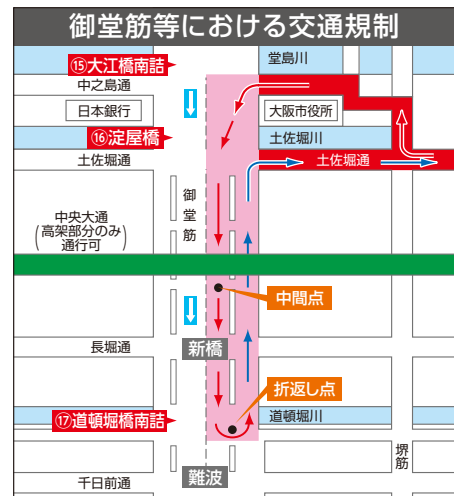 御堂筋等における交通規制
⑮大江橋南詰
堂島川
中之島通
日本銀行
大阪市役所
⑯淀屋橋
土佐堀川
土佐堀通
土佐堀通
御堂筋
中央大通
(高架部分のみ
通行可)
中間点
新橋
長堀通
折返し点
⑰道頓堀橋南詰
道頓堀川
堺筋
難波
千日前通